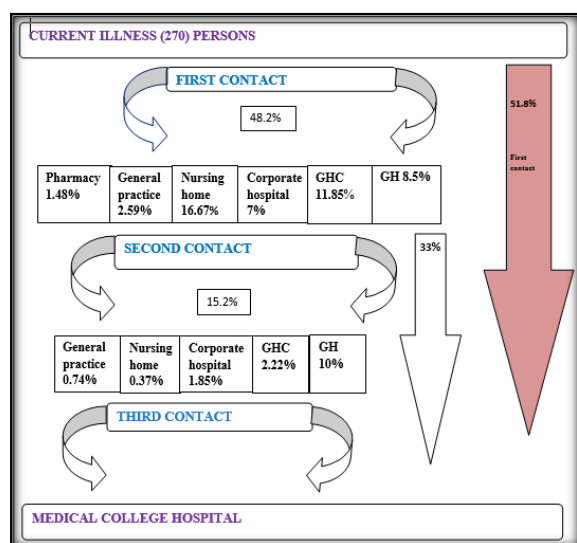 CURRENT ILLNESS (270) PERSONS
FIRST CONTACT
51.8%
48.2%
First
contact
Pharmacy
1.48%
General
practice
2.59%
Nursing
home
16.67%
Corporate
hospital
7%
GHC
11.85%
GH 8.5%
SECOND CONTACT
33%
15.2%
General
practice
0.74%
Nursing
home
0.37%
Corporate
hospital
1.85%
GHC
2.22%
GH
10%
THIRD CONTACT
MEDICAL COLLEGE HOSPITAL